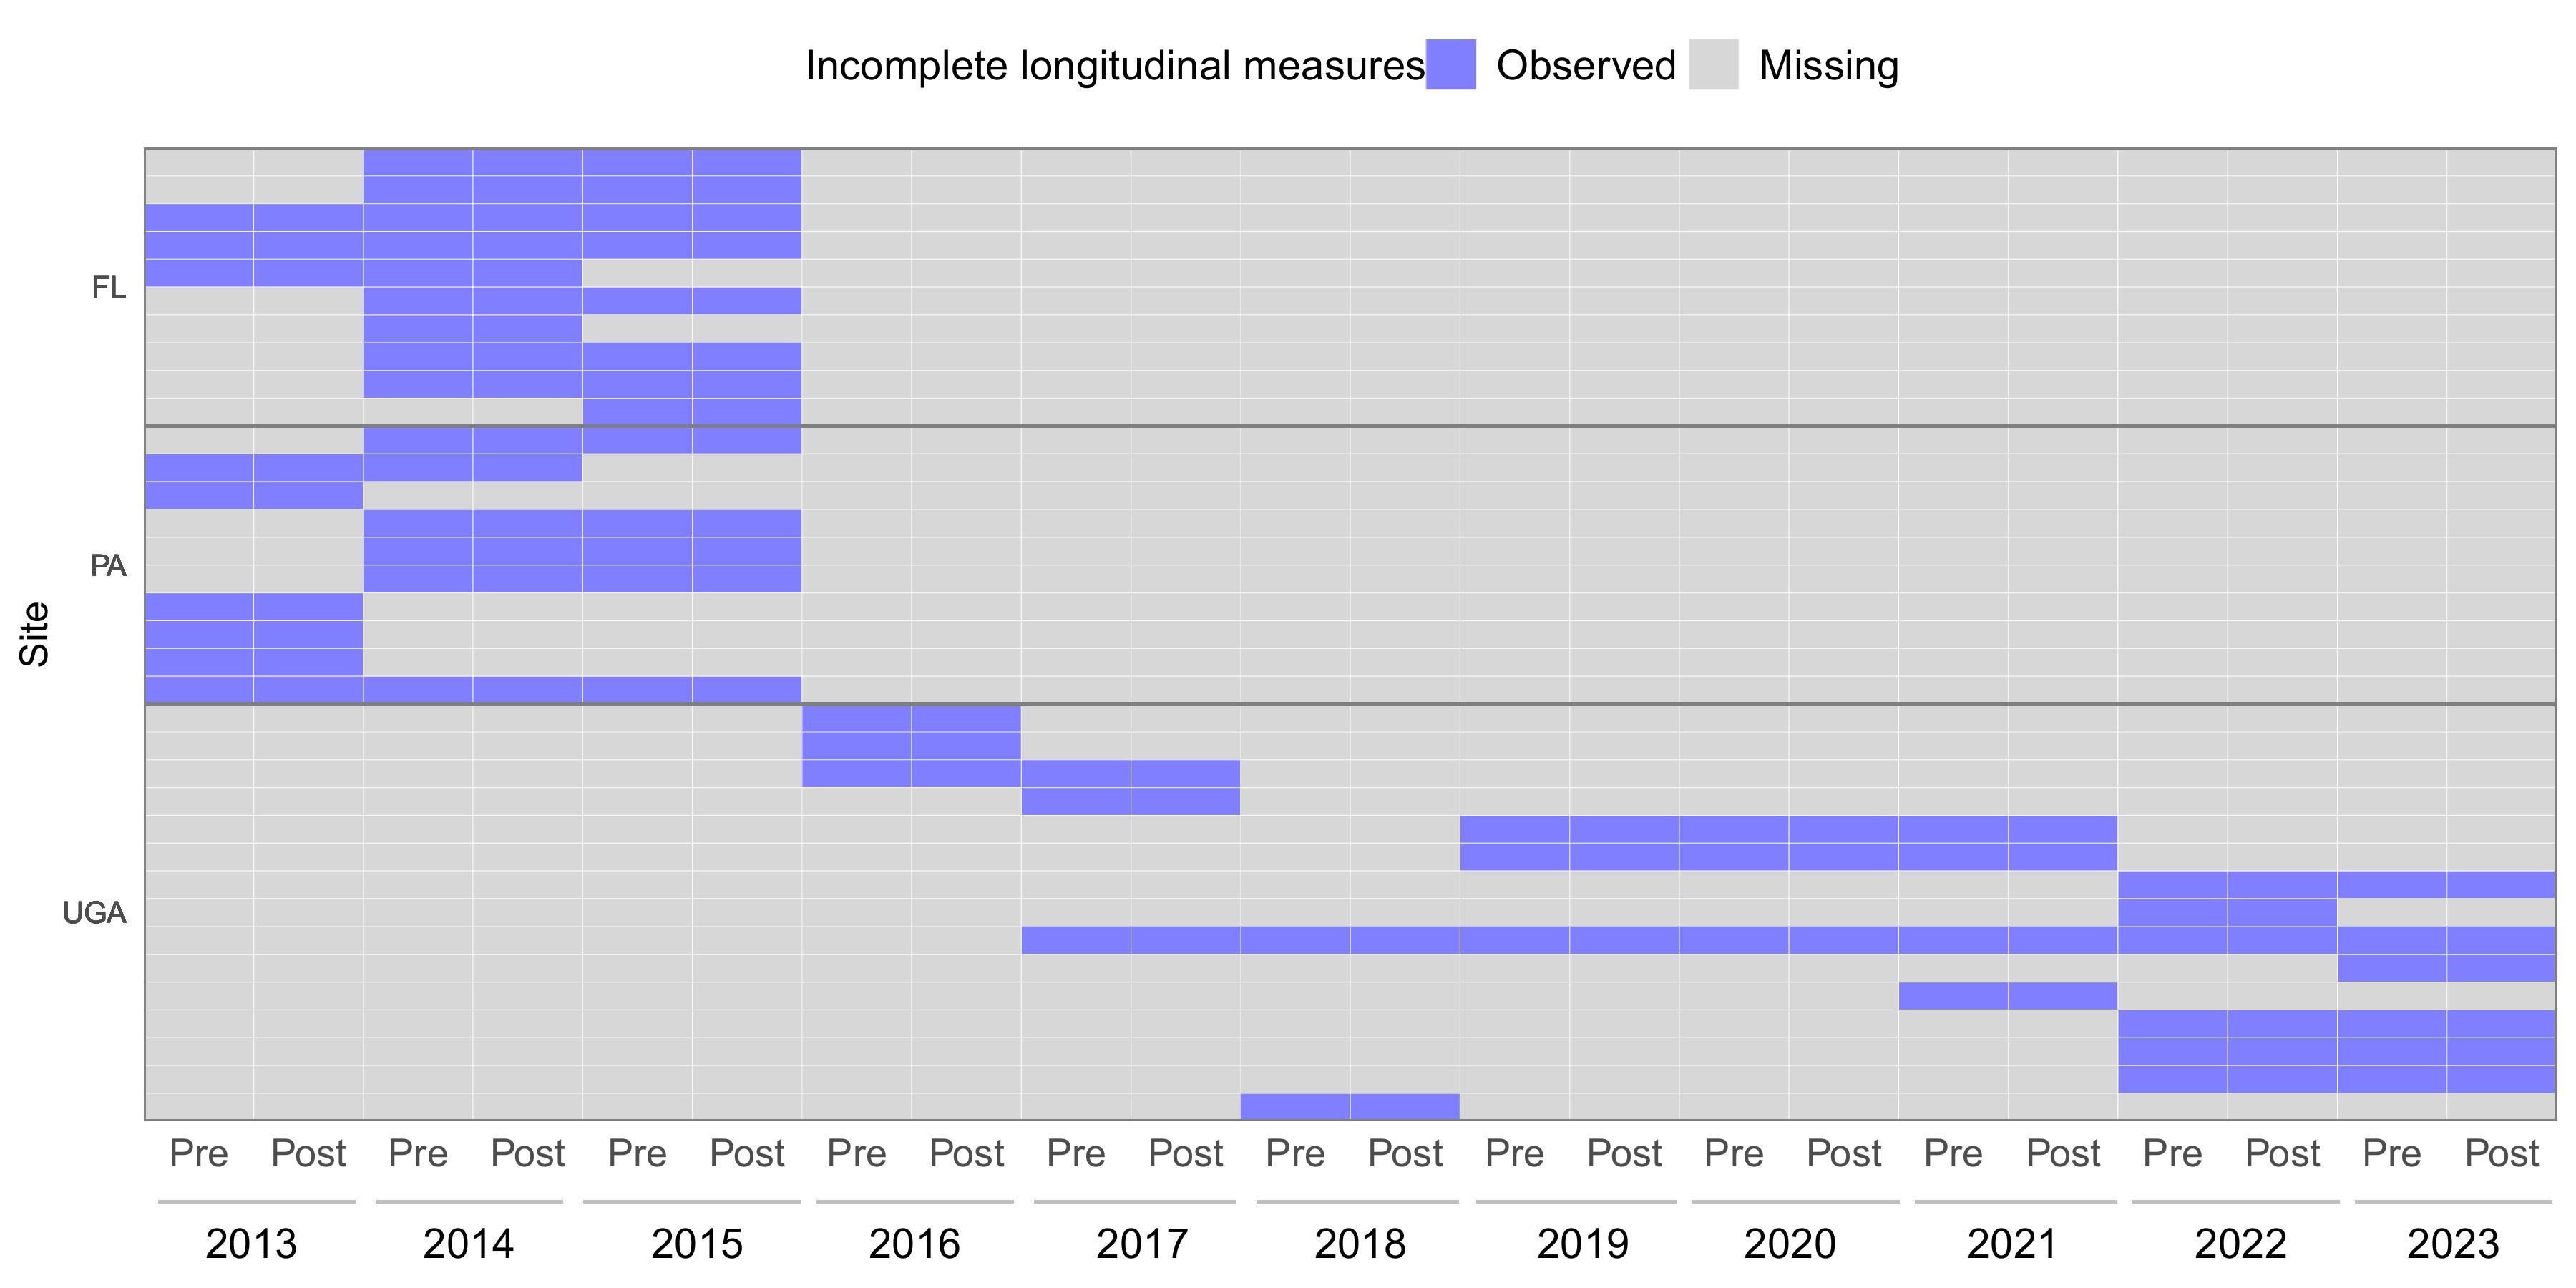 Incomplete longitudinal measures Observed Missing
FL
PA
Site
UGA
Pre Post Pre Post Pre Post Pre Post Pre Post Pre Post Pre Post Pre Post Pre Post Pre Post Pre Post
2013 2014 2015 2016 2017 2018 2019 2020 2021 2022 2023